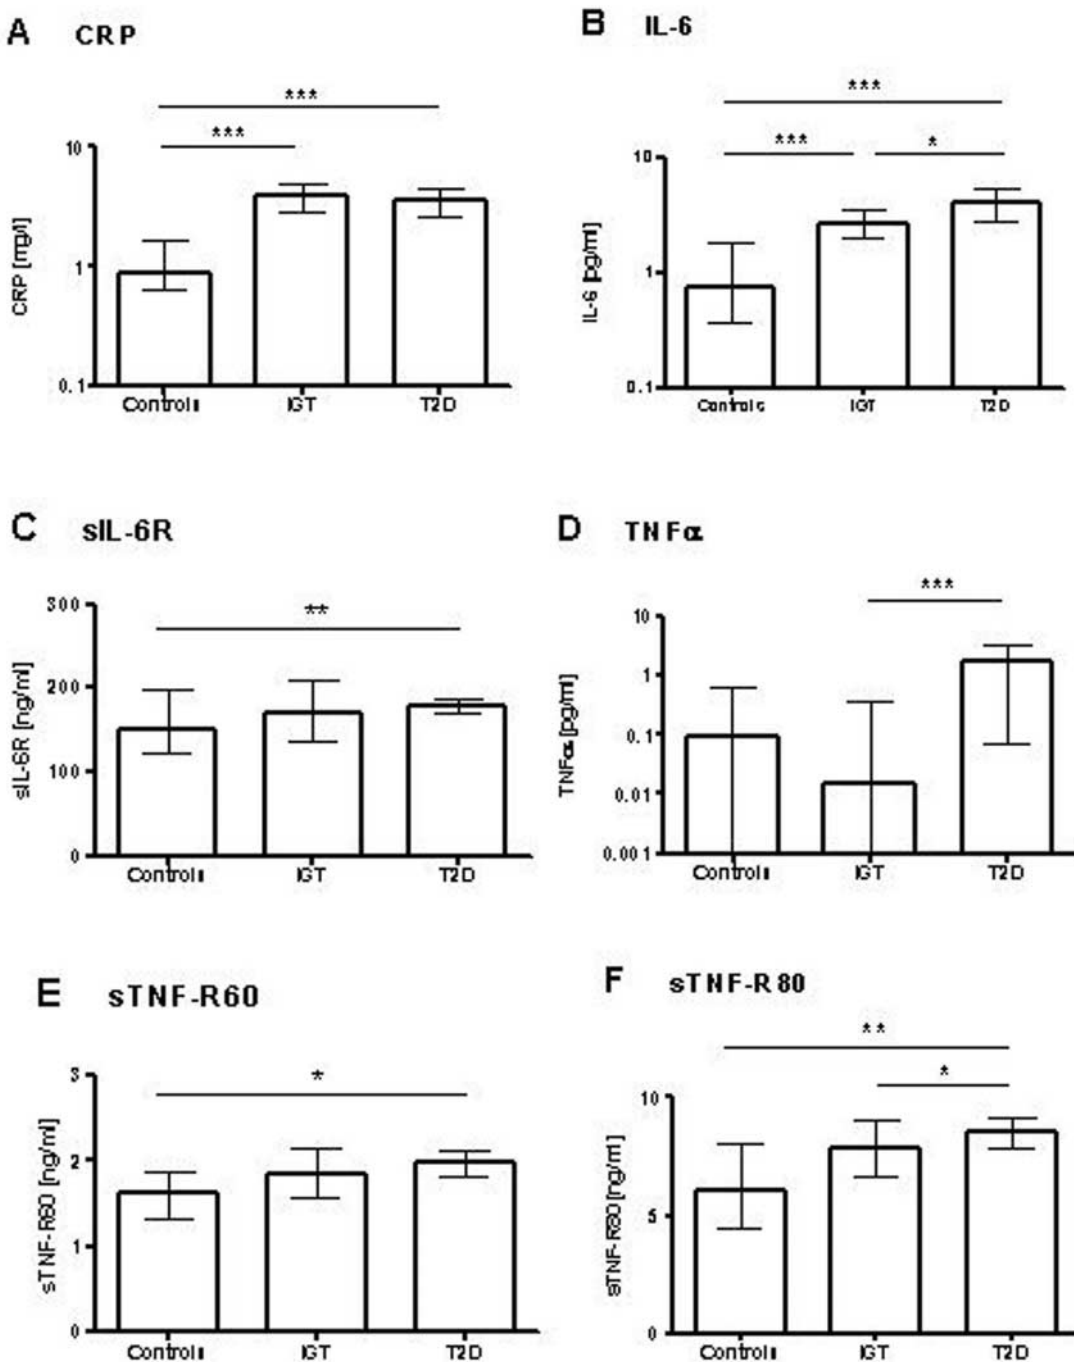 A CRP
***
***
10
1
0.1
CRP [mg/l]
Controls
IGT
T2D
B IL-6
***
***
*
10
1
0.1
IL-6 [pg/ml]
Controls
IGT
T2D
C sIL-6R
**
300
200
100
0
sIL-6R [ng/ml]
Controls
IGT
T2D
D TNFα
***
10
1
0.1
0.01
0.001
TNFα [pg/ml]
Controls
IGT
T2D
E sTNF-R60
*
3
2
1
0
sTNF-R60 [ng/ml]
Controls
IGT
T2D
F sTNF-R80
**
*
10
5
0
sTNF-R80 [ng/ml]
Controls
IGT
T2D